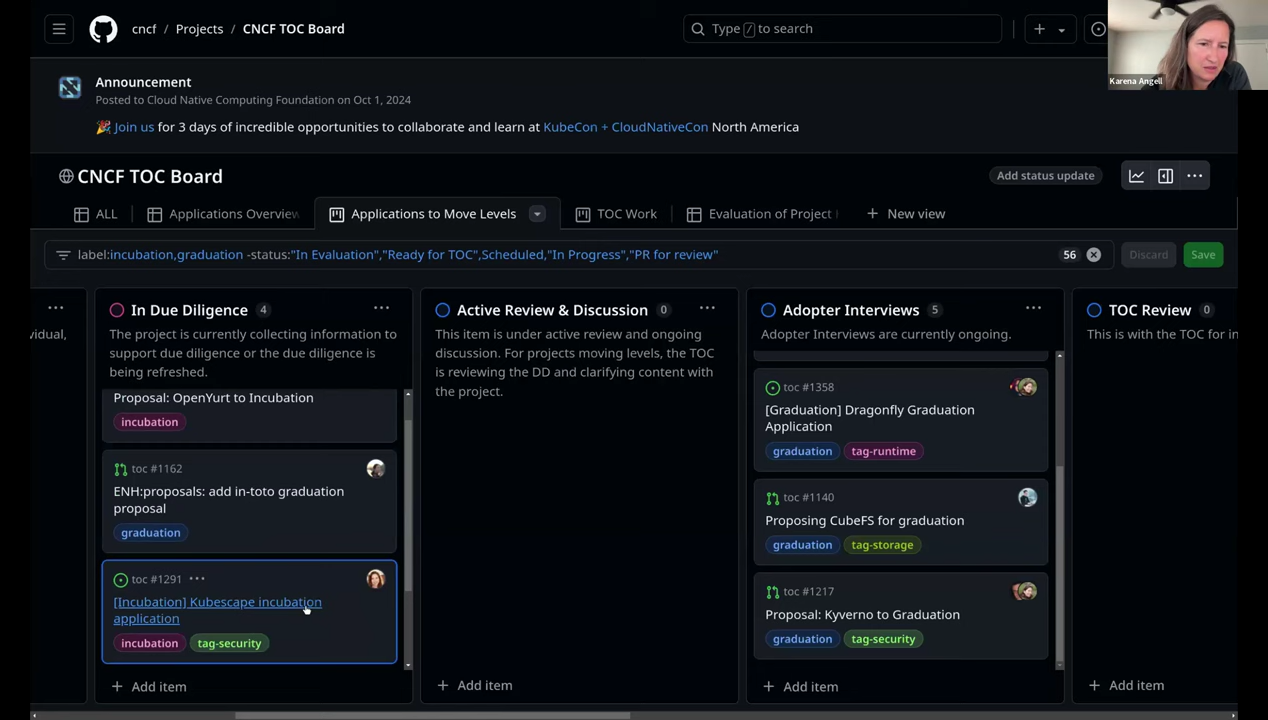 cncf / Projects / CNCF TOC Board
Type / to search
Karena Angell
Announcement
Posted to Cloud Native Computing Foundation on Oct 1, 2024
🎉 Join us for 3 days of incredible opportunities to collaborate and learn at KubeCon + CloudNativeCon North America
CNCF TOC Board
Add status update
ALL
Applications Overview
Applications to Move Levels
TOC Work
Evaluation of Project
New view
label:incubation,graduation -status:"In Evaluation","Ready for TOC",Scheduled,"In Progress","PR for review"
56
Discard
Save
vidual,
In Due Diligence 4
The project is currently collecting information to
support due diligence or the due diligence is
being refreshed.
Proposal: OpenYurt to Incubation
incubation
toc #1162
ENH:proposals: add in-toto graduation
proposal
graduation
toc #1291
[[Incubation] Kubescape incubation
application
incubation
tag-security
Add item
Active Review & Discussion 0
This item is under active review and ongoing
discussion. For projects moving levels, the TOC
is reviewing the DD and clarifying content with
the project.
Add item
Adopter Interviews 5
Adopter Interviews are currently ongoing.
toc #1358
[Graduation] Dragonfly Graduation
Application
graduation
tag-runtime
toc #1140
Proposing CubeFS for graduation
graduation
tag-storage
toc #1217
Proposal: Kyverno to Graduation
graduation
tag-security
Add item
TOC Review 0
This is with the TOC for in
Add item